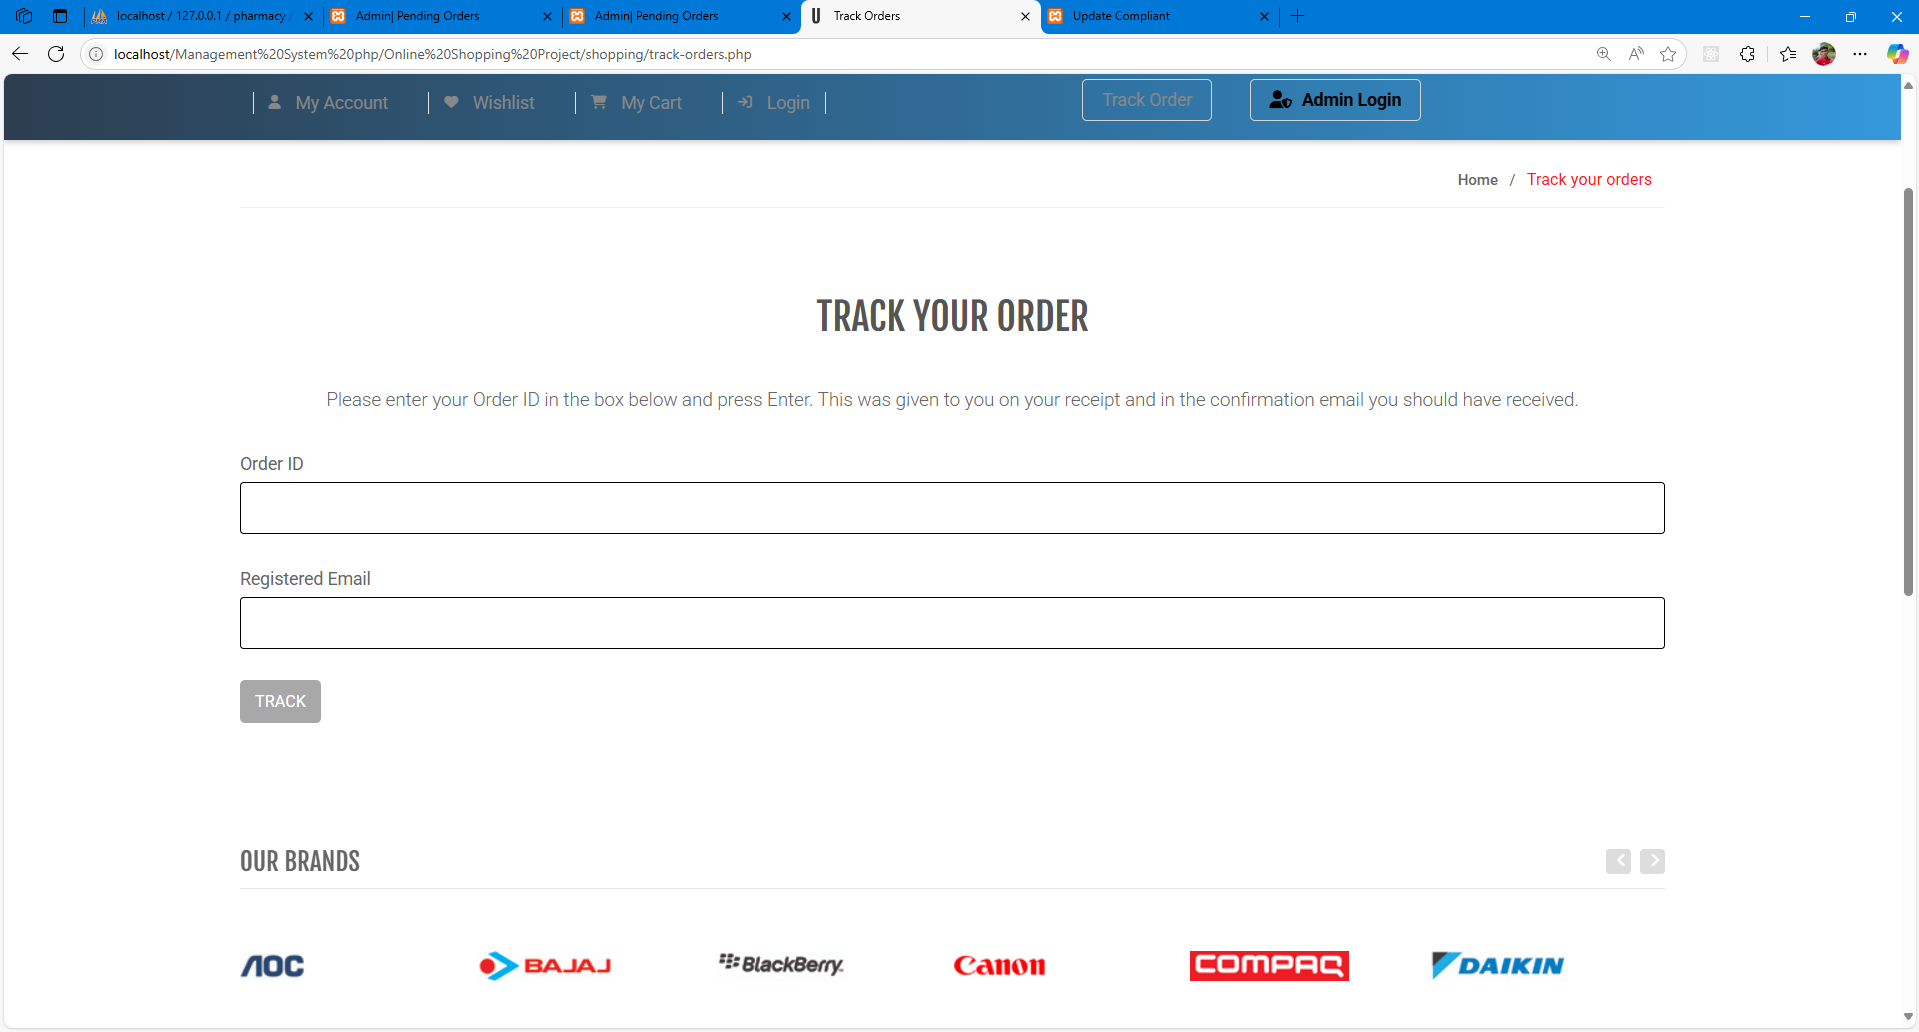 localhost / 127.0.0.1 / pharmacy /
Admin| Pending Orders
Admin| Pending Orders
Track Orders
Update Compliant
localhost/Management%20System%20php/Online%20Shopping%20Project/shopping/track-orders.php
My Account
Wishlist
My Cart
Login
Track Order
Admin Login
Home / Track your orders
TRACK YOUR ORDER
Please enter your Order ID in the box below and press Enter. This was given to you on your receipt and in the confirmation email you should have received.
Order ID
Registered Email
TRACK
OUR BRANDS
AOC
BAJAJ
BlackBerry.
Canon
COMPAQ
DAIKIN